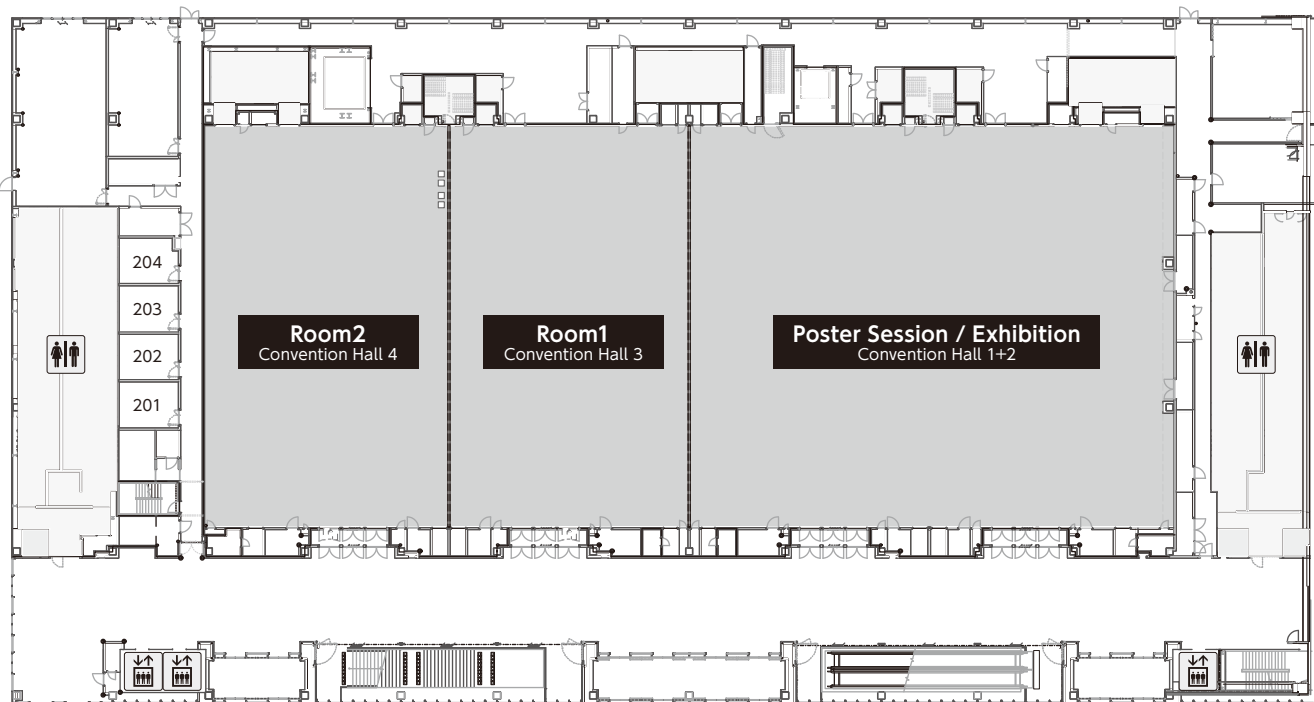 204
203
202
201
Room2
Convention Hall 4
Room1
Convention Hall 3
Poster Session / Exhibition
Convention Hall 1+2